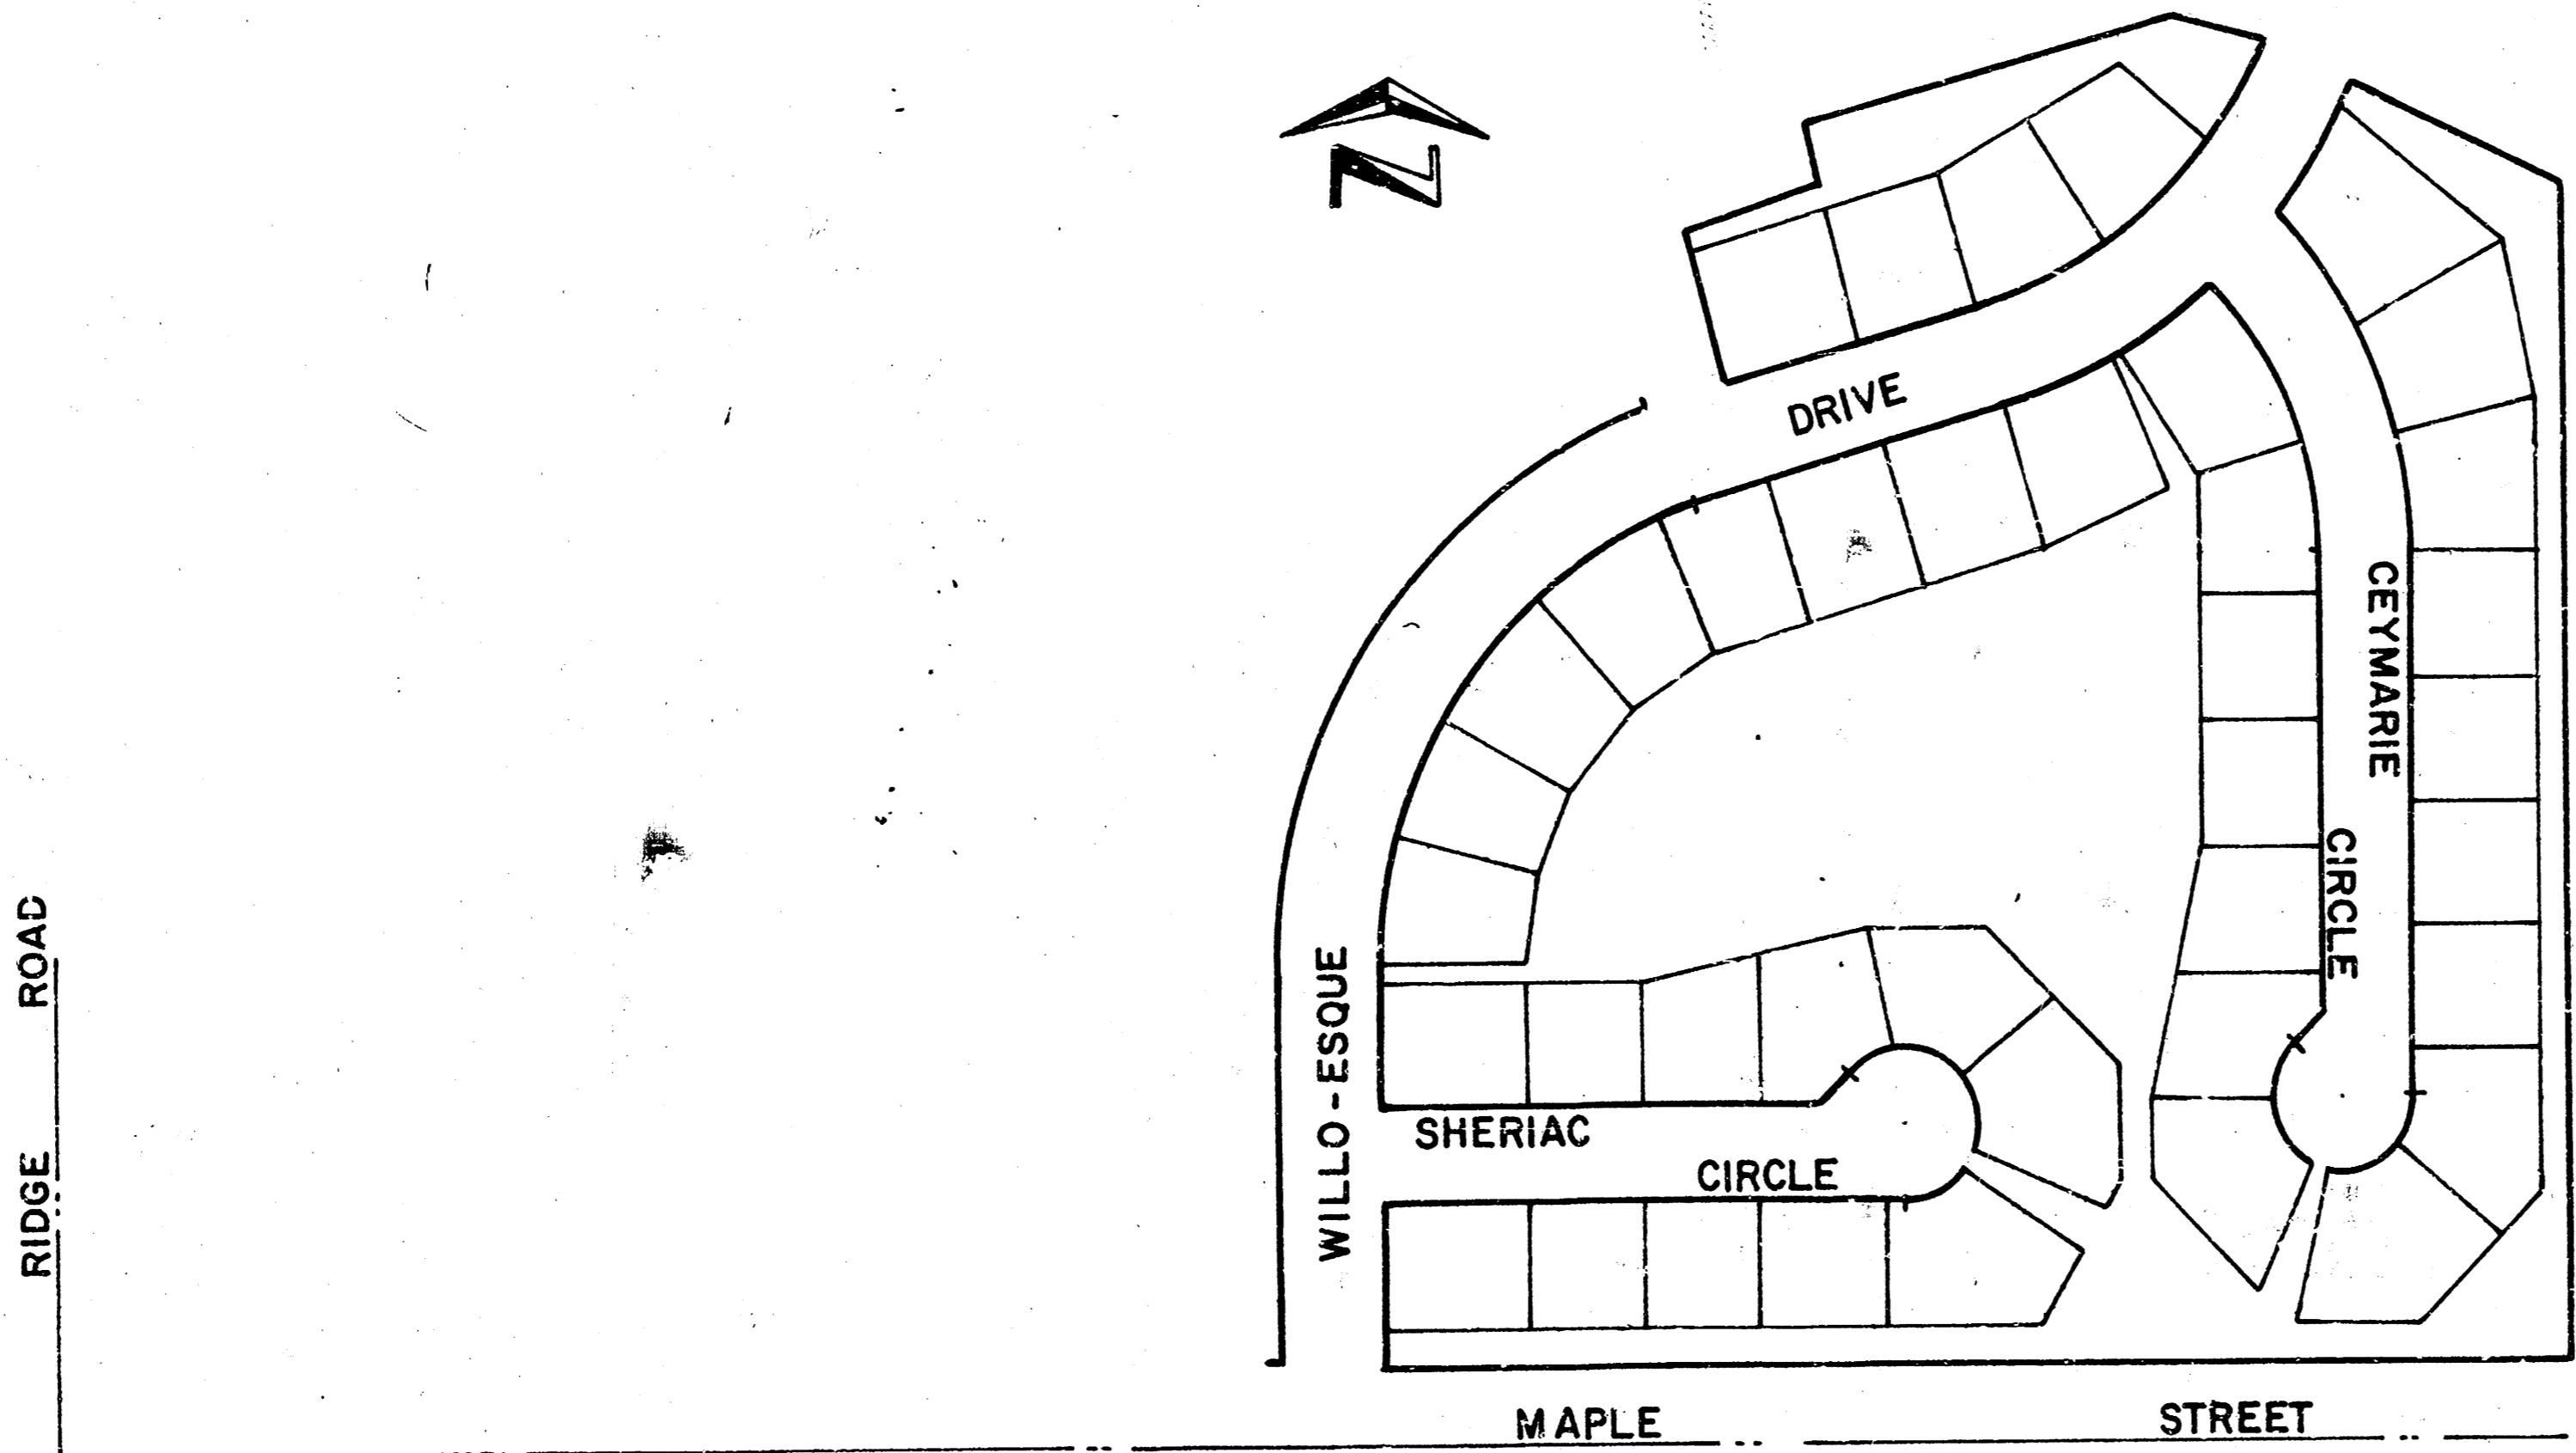 N
DRIVE
CEYMARIE
CIRCLE
WILLO-ESQUE
SHERIAC
CIRCLE
RIDGE ROAD
MAPLE STREET